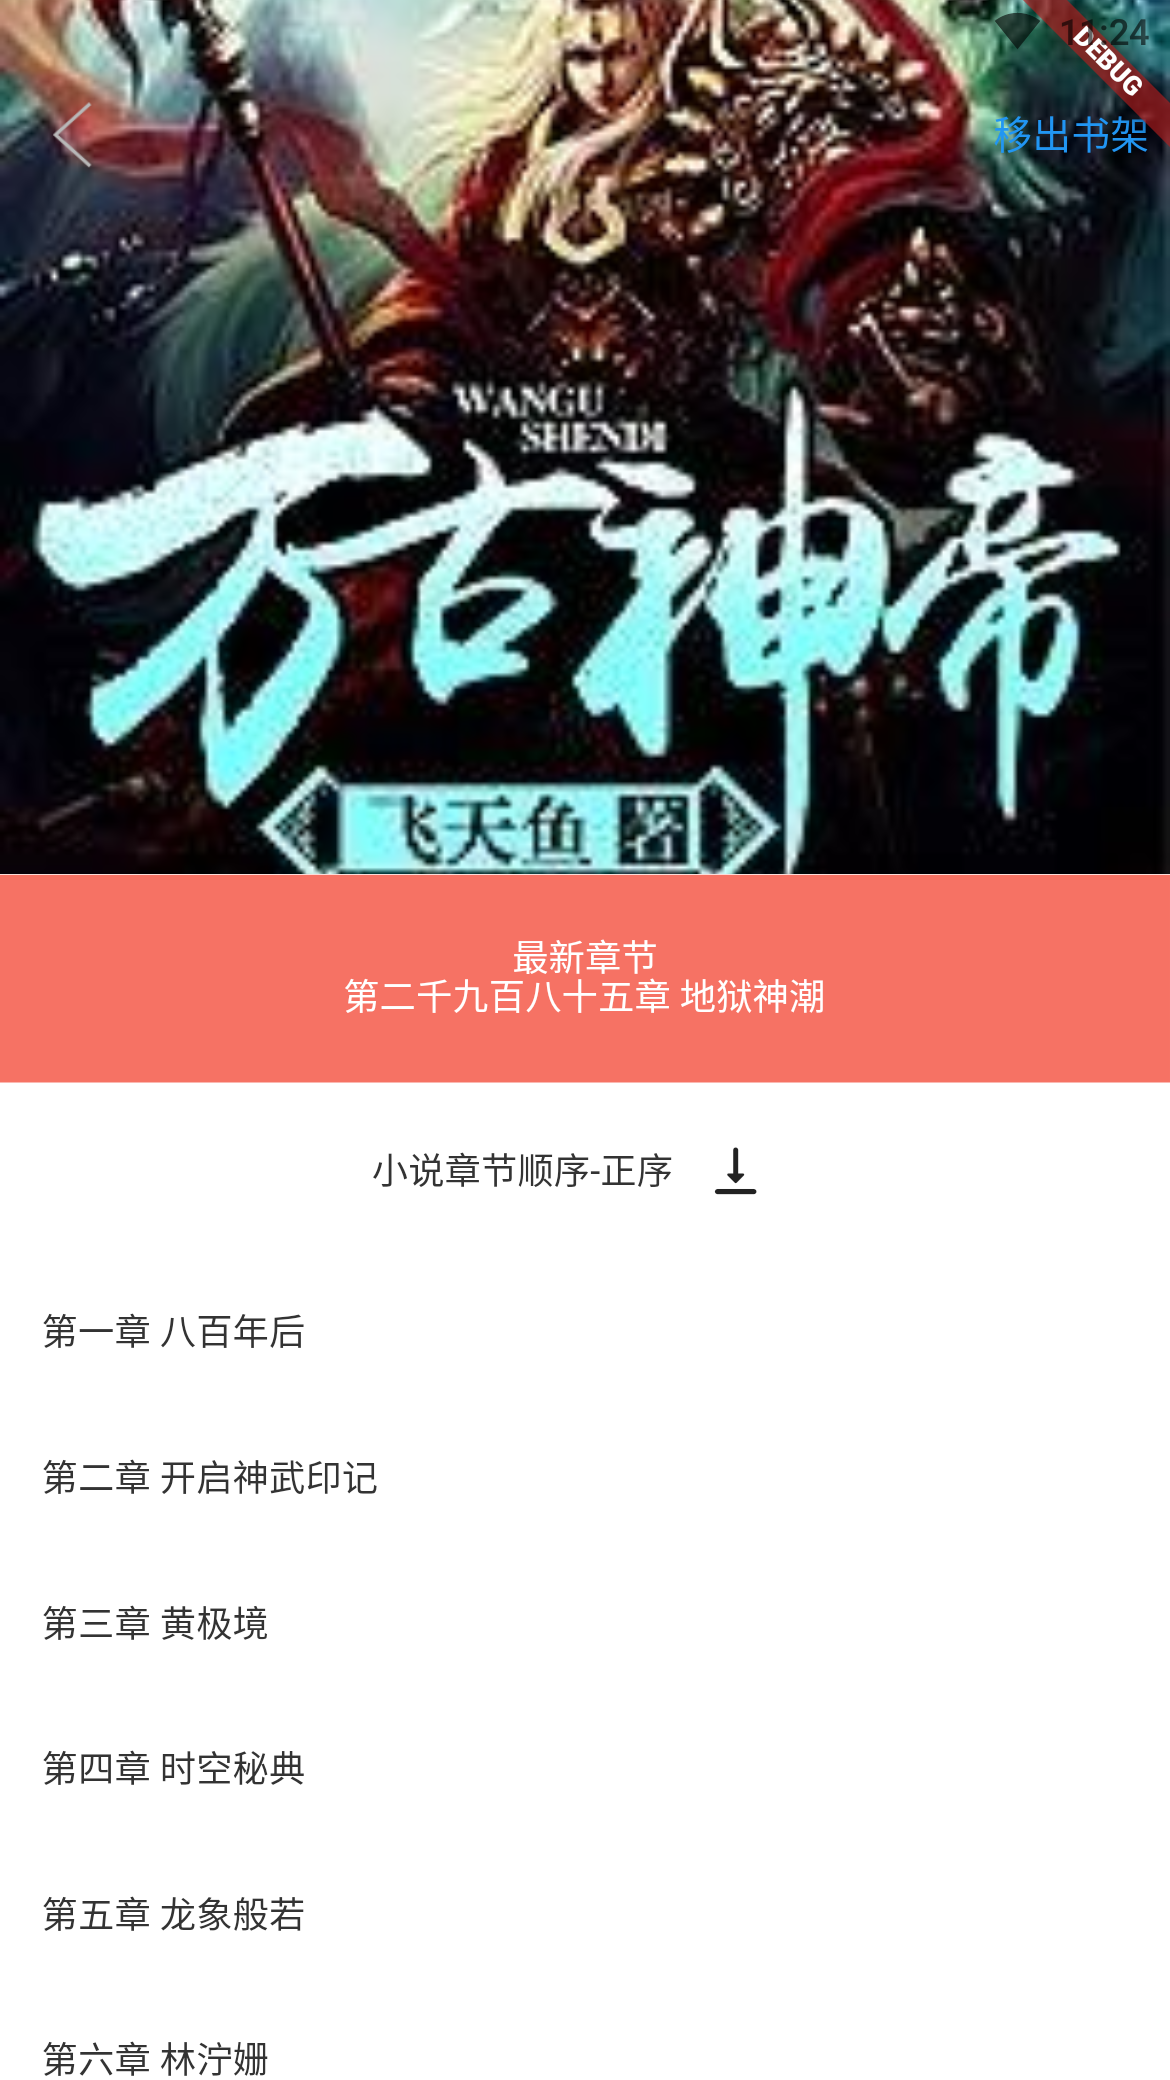 11:24
DEBUG
移出书架
WANGU
SHENDI
万古神帝
飞天鱼 著
最新章节
第二千九百八十五章 地狱神潮
小说章节顺序-正序
第一章 八百年后
第二章 开启神武印记
第三章 黄极境
第四章 时空秘典
第五章 龙象般若
第六章 林泞姗